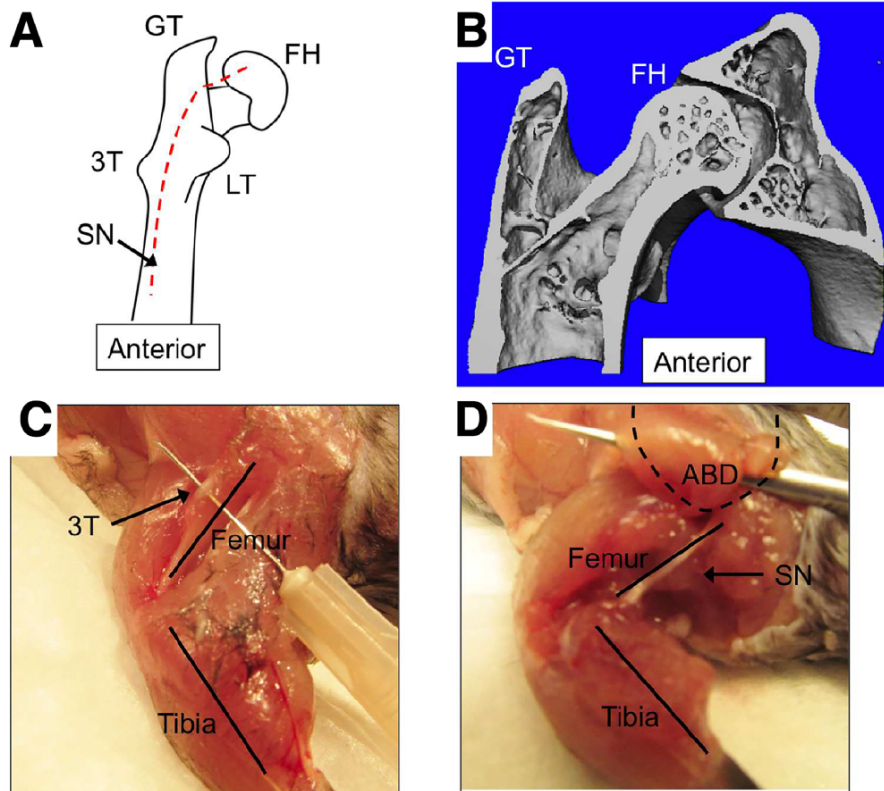 A
GT
FH
3T
LT
SN
Anterior
B
GT
FH
Anterior
C
3T
Femur
Tibia
D
ABD
Femur
SN
Tibia